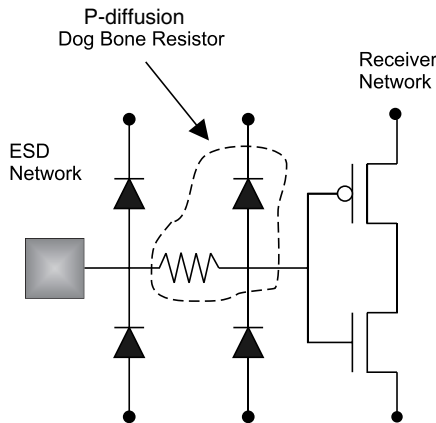 P-diffusion
Dog Bone Resistor
Receiver
Network
ESD
Network